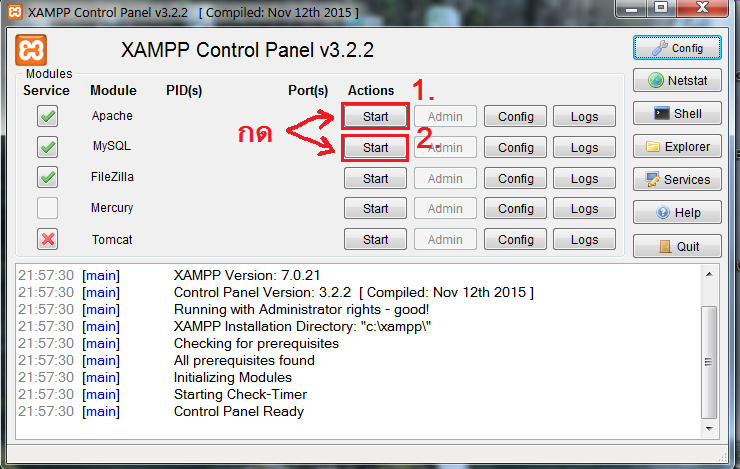 XAMPP Control Panel v3.2.2 [ Compiled: Nov 12th 2015 ]
XAMPP Control Panel v3.2.2
Config
Modules
Service Module PID(s) Port(s) Actions
1.
Netstat
Apache Start Admin Config Logs
Shell
กด
2.
MySQL Start Admin Config Logs
Explorer
FileZilla Start Admin Config Logs
Services
Mercury Start Admin Config Logs
Help
Tomcat Start Admin Config Logs
Quit
21:57:30 [main] XAMPP Version: 7.0.21
21:57:30 [main] Control Panel Version: 3.2.2 [ Compiled: Nov 12th 2015 ]
21:57:30 [main] Running with Administrator rights - good!
21:57:30 [main] XAMPP Installation Directory: "c:\xampp\"
21:57:30 [main] Checking for prerequisites
21:57:30 [main] All prerequisites found
21:57:30 [main] Initializing Modules
21:57:30 [main] Starting Check-Timer
21:57:30 [main] Control Panel Ready